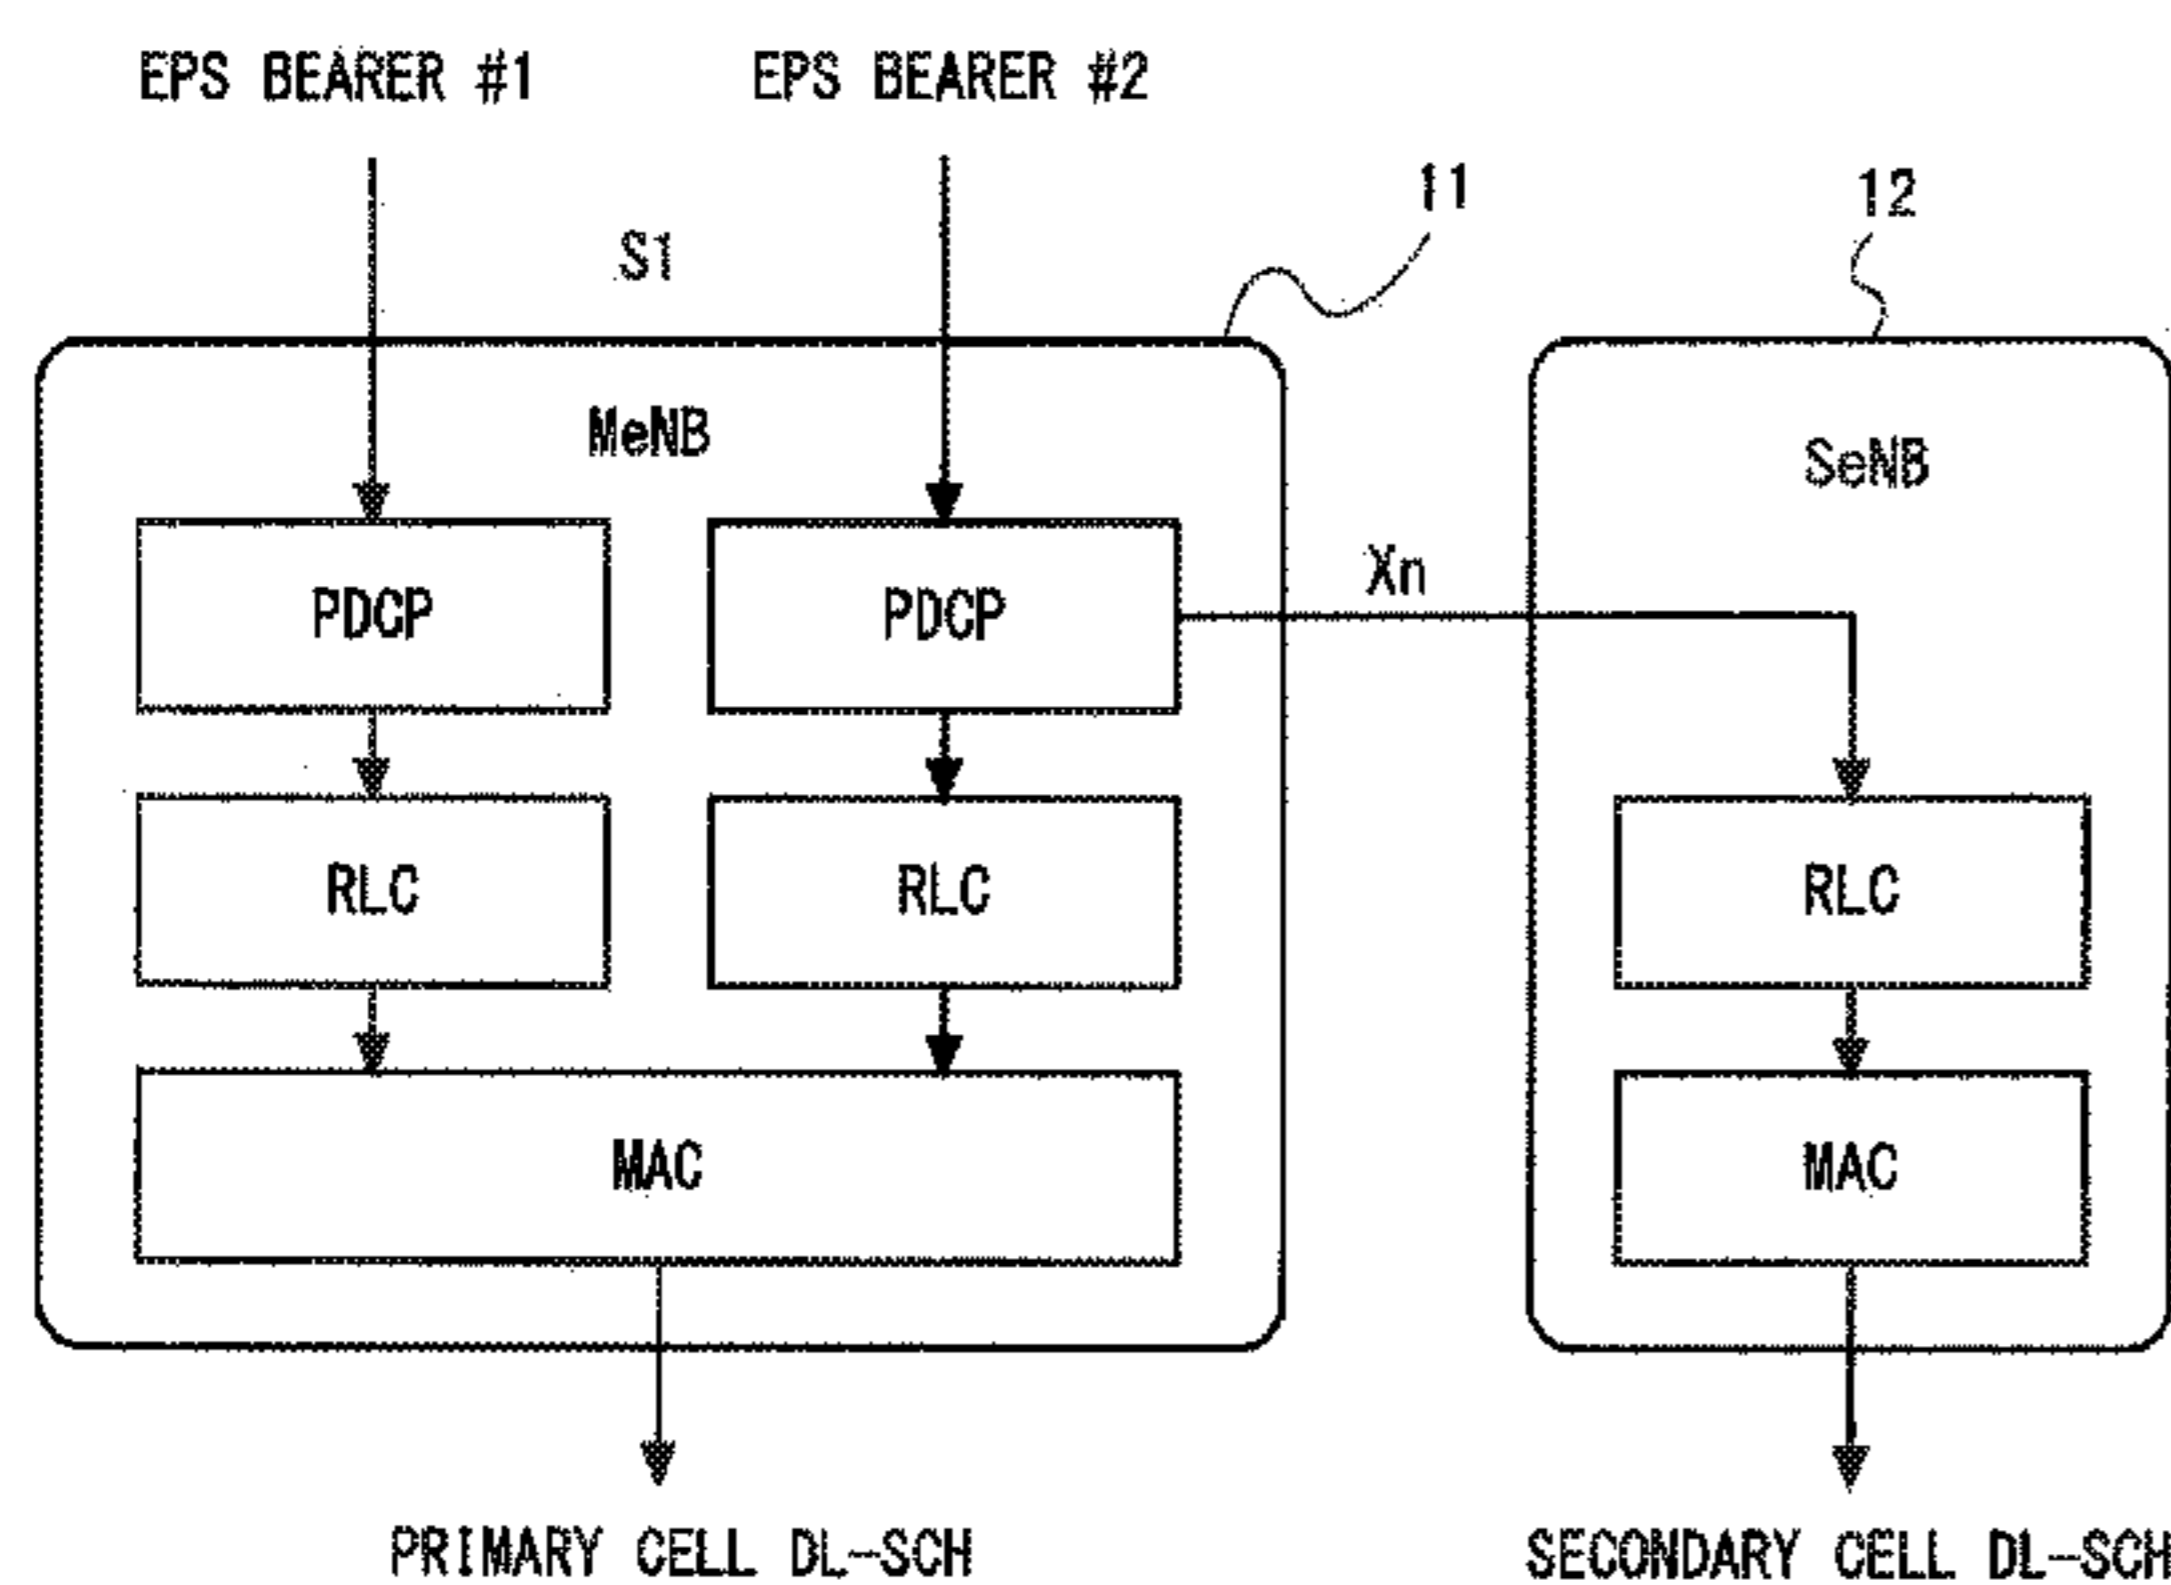 EPS BEARER #1 EPS BEARER #2
11
12
S1
MeNB
SeNB
Xn
PDCP PDCP
RLC RLC RLC
MAC MAC
PRIMARY CELL DL-SCH SECONDARY CELL DL-SCH